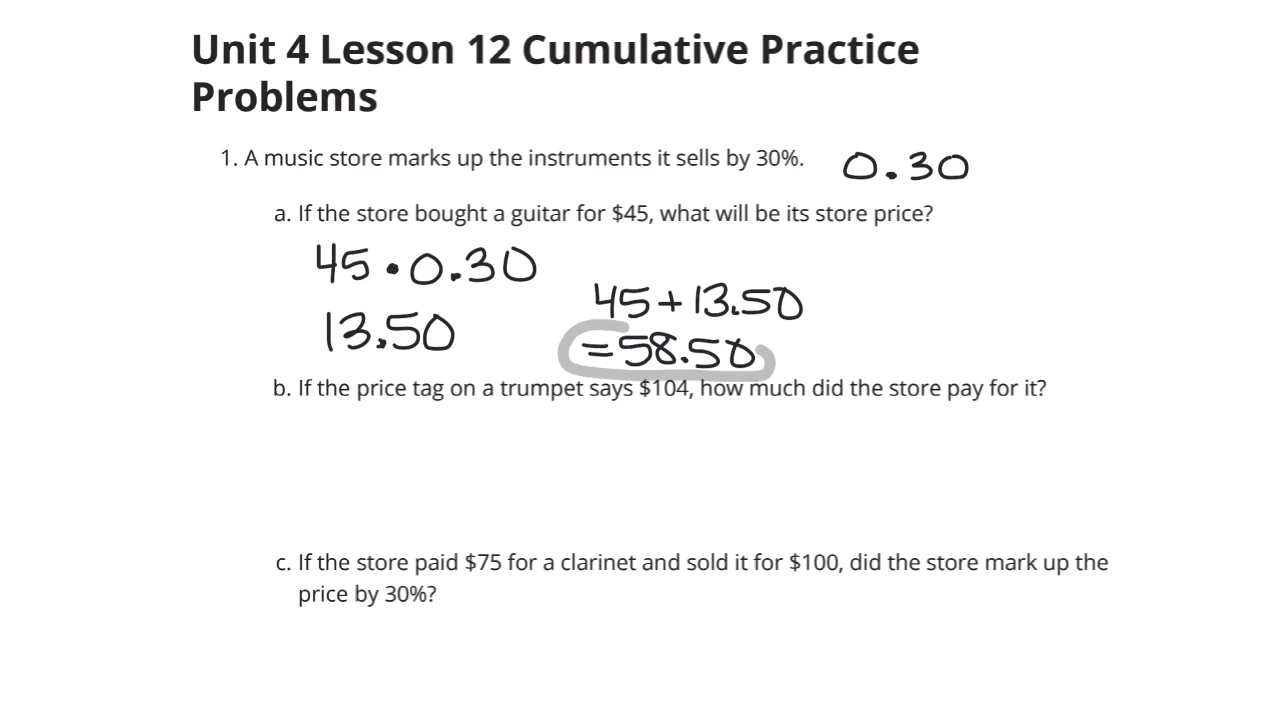 Unit 4 Lesson 12 Cumulative Practice
Problems
1. A music store marks up the instruments it sells by 30%. 0.30
a. If the store bought a guitar for $45, what will be its store price?
45 • 0.30
45 + 13.50
13.50
= 58.50
b. If the price tag on a trumpet says $104, how much did the store pay for it?
c. If the store paid $75 for a clarinet and sold it for $100, did the store mark up the
price by 30%?